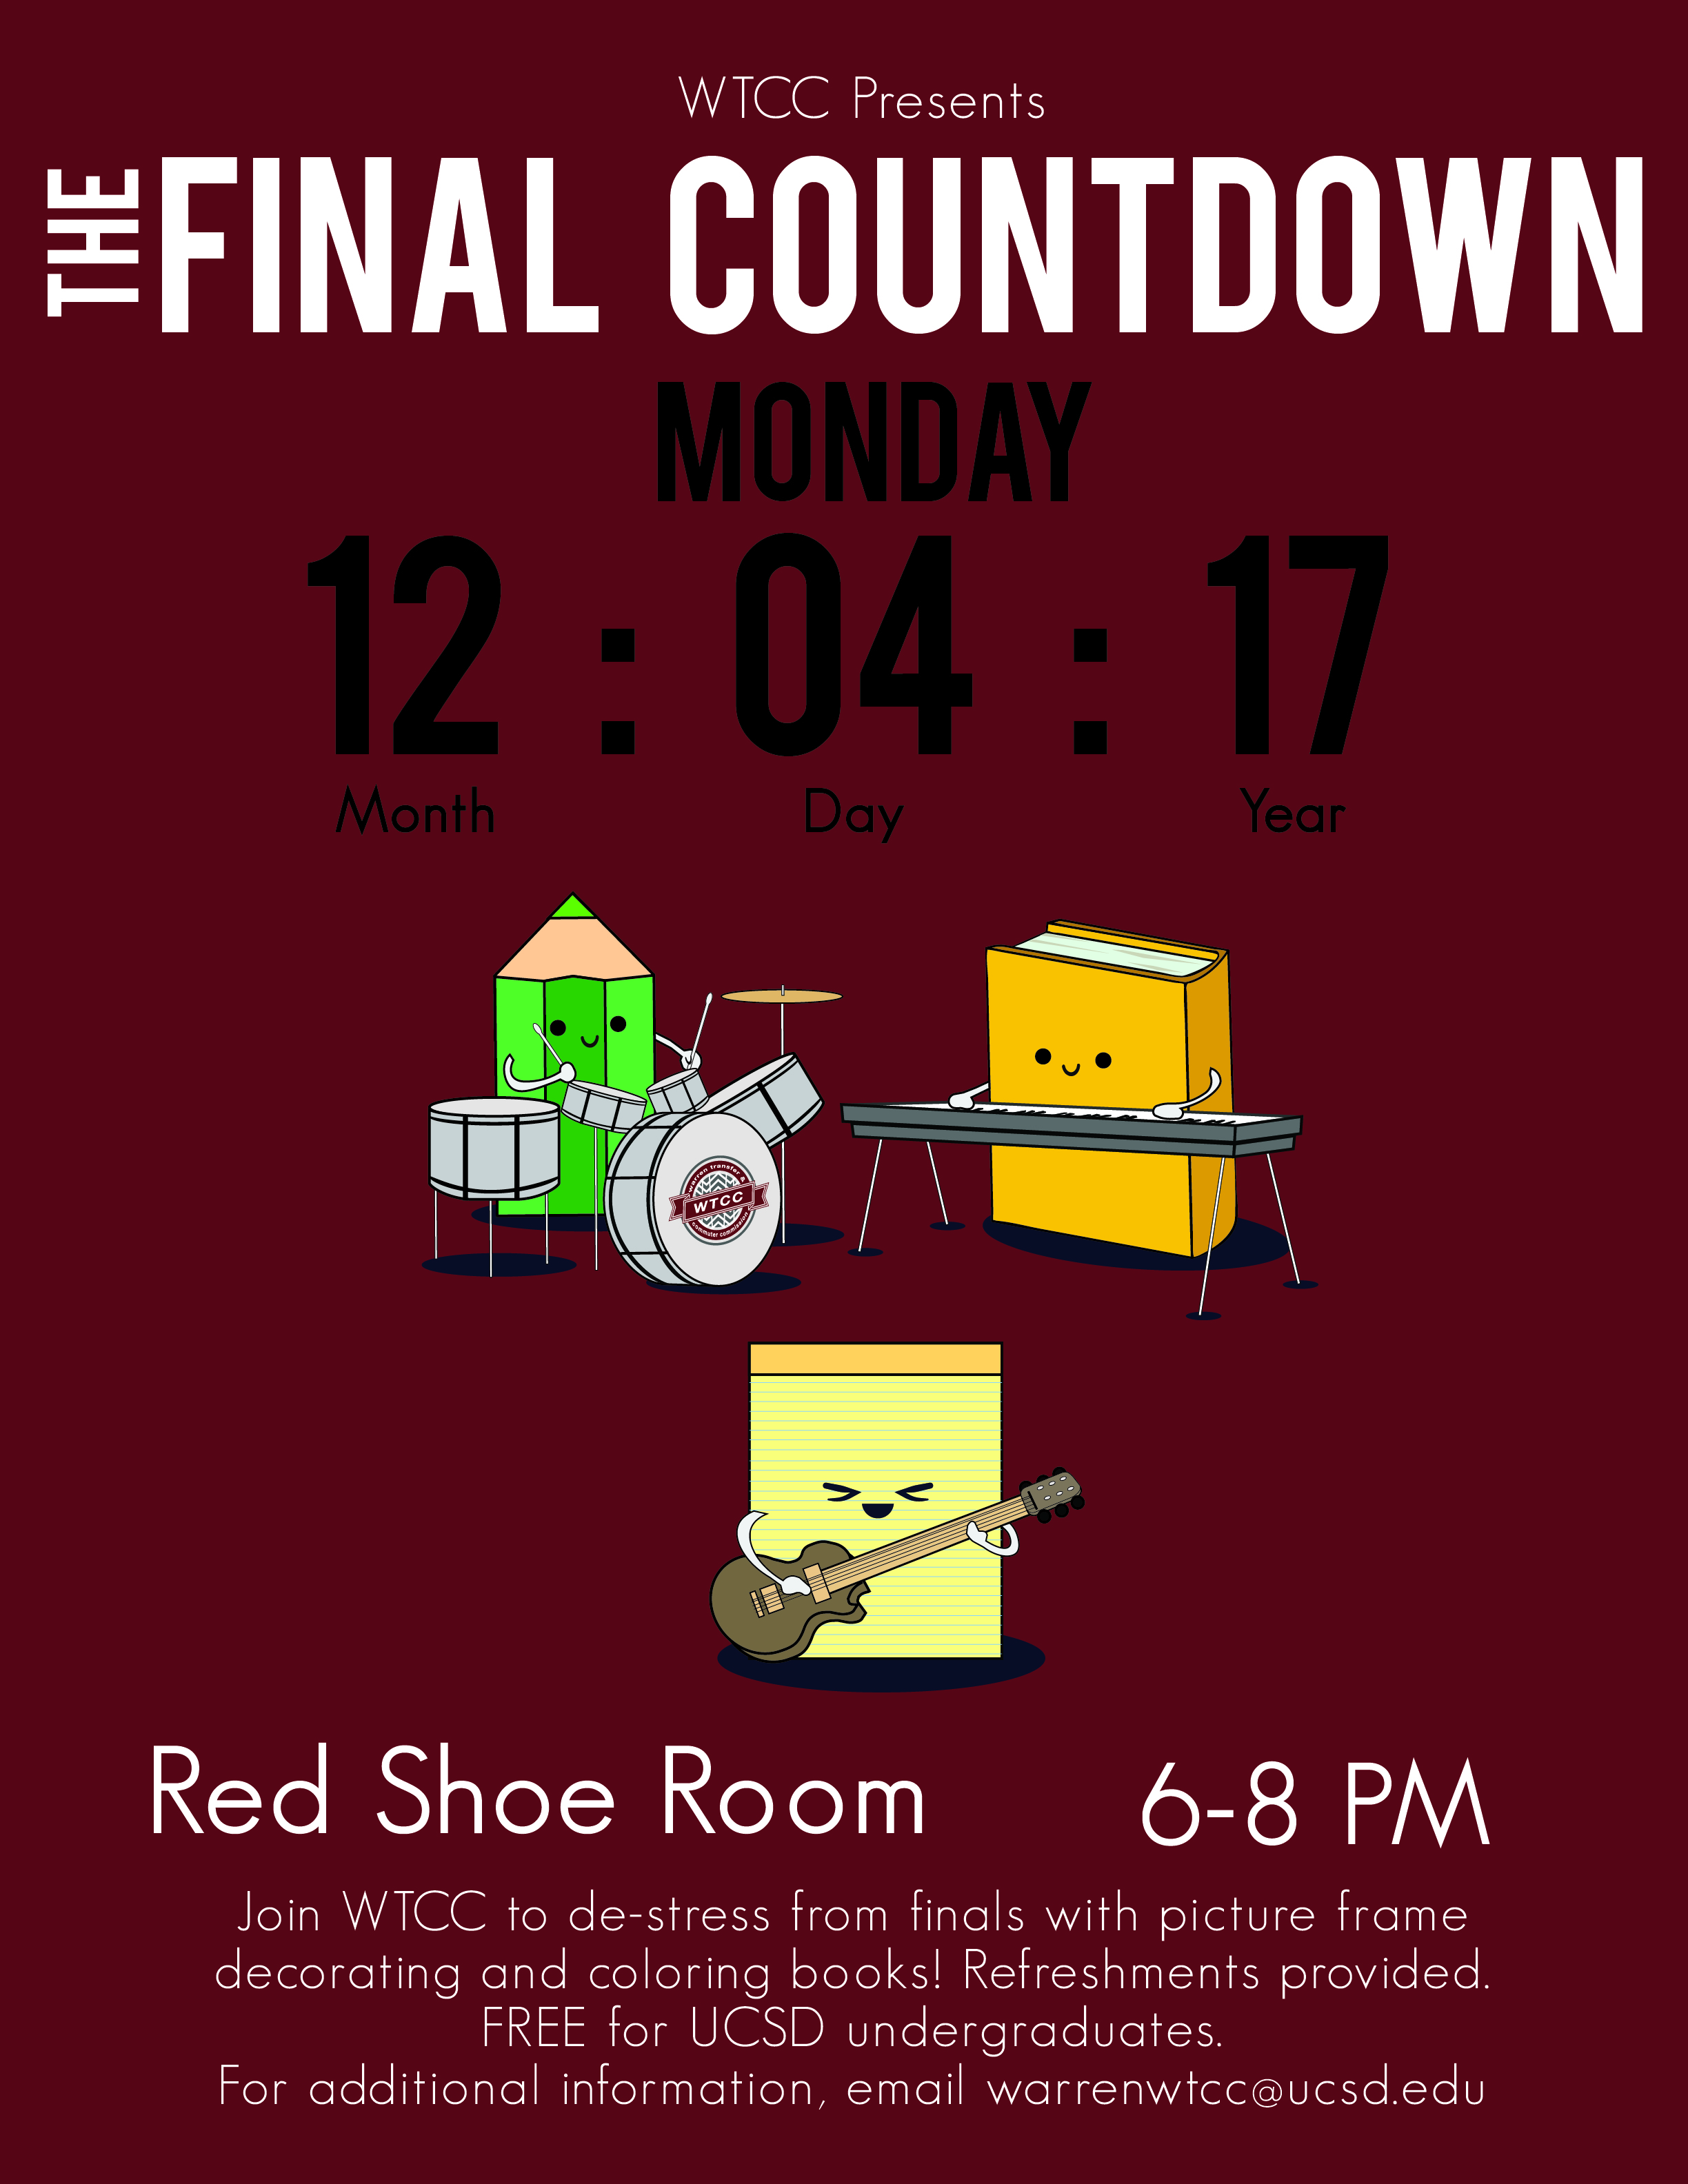 WTCC Presents
THE FINAL COUNTDOWN
MONDAY
12 : 04 : 17
Month Day Year
warren transfer &
WTCC
commuter commission
Red Shoe Room 6-8 PM
Join WTCC to de-stress from finals with picture frame
decorating and coloring books! Refreshments provided.
FREE for UCSD undergraduates.
For additional information, email warrenwtcc@ucsd.edu